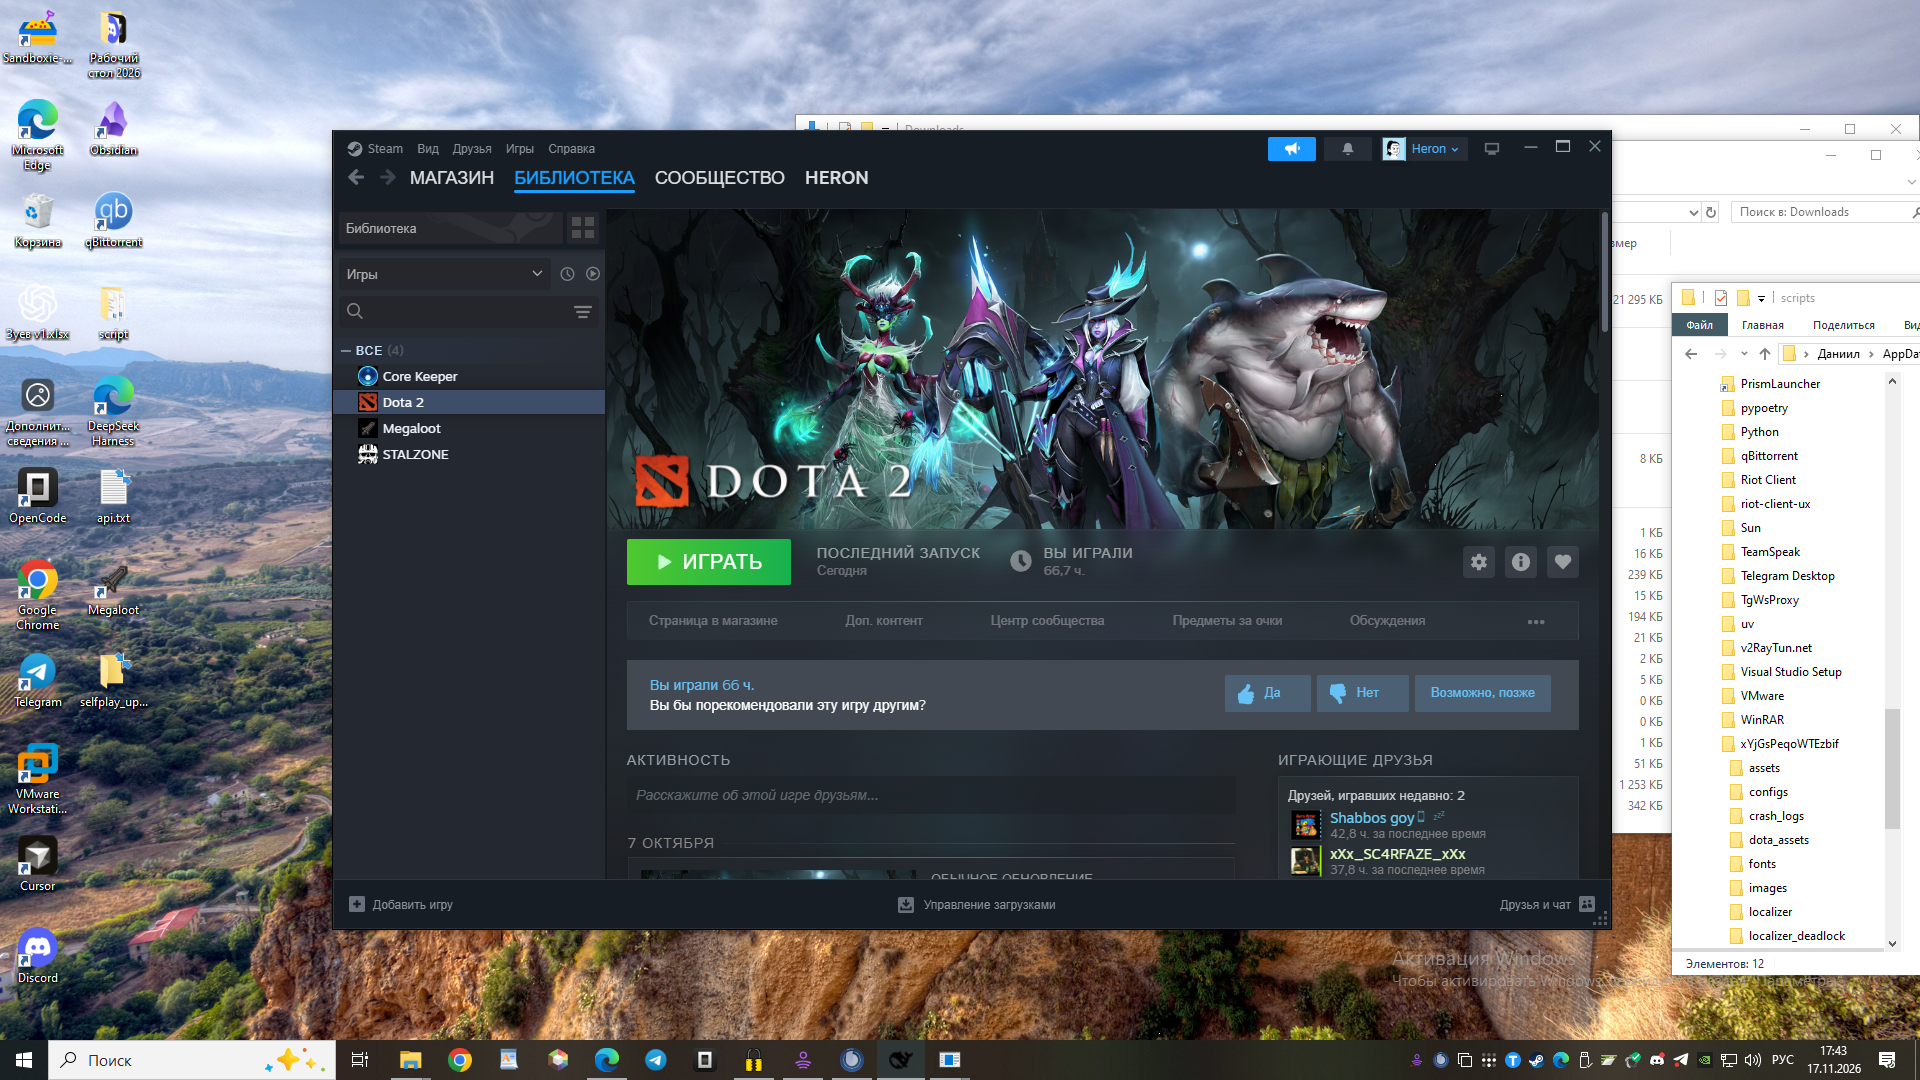 Sandboxie-...
Рабочий
стол 2026
Microsoft
Edge
Obsidian
Корзина
qBittorrent
Зуев v1.xlsx
script
Дополнит...
сведения ...
DeepSeek
Harness
OpenCode
api.txt
Google
Chrome
Megaloot
Telegram
selfplay_up...
VMware
Workstati...
Cursor
Discord
Downloads
Steam Вид Друзья Игры Справка
Heron
МАГАЗИН БИБЛИОТЕКА СООБЩЕСТВО HERON
Библиотека
Игры
ВСЕ (4)
Core Keeper
Dota 2
Megaloot
STALZONE
DOTA 2
ИГРАТЬ
ПОСЛЕДНИЙ ЗАПУСК
Сегодня
ВЫ ИГРАЛИ
66,7 ч.
Страница в магазине Доп. контент Центр сообщества Предметы за очки Обсуждения
Вы играли 66 ч.
Вы бы порекомендовали эту игру другим?
Да Нет Возможно, позже
АКТИВНОСТЬ
Расскажите об этой игре друзьям...
7 ОКТЯБРЯ
ОБЫЧНОЕ ОБНОВЛЕНИЕ
ИГРАЮЩИЕ ДРУЗЬЯ
Друзей, игравших недавно: 2
Shabbos goy zzz
42,8 ч. за последнее время
xXx_SC4RFAZE_xXx
37,8 ч. за последнее время
Добавить игру
Управление загрузками
Друзья и чат
Поиск в: Downloads
змер
21 295 КБ
8 КБ
1 КБ
16 КБ
239 КБ
15 КБ
194 КБ
21 КБ
2 КБ
5 КБ
0 КБ
0 КБ
1 КБ
51 КБ
1 253 КБ
342 КБ
scripts
Файл Главная Поделиться Вид
Даниил AppDat
PrismLauncher
pypoetry
Python
qBittorrent
Riot Client
riot-client-ux
Sun
TeamSpeak
Telegram Desktop
TgWsProxy
uv
v2RayTun.net
Visual Studio Setup
VMware
WinRAR
xYjGsPeqoWTEzbif
assets
configs
crash_logs
dota_assets
fonts
images
localizer
localizer_deadlock
Элементов: 12
Активация Windows
Чтобы активировать Windows,
Поиск
РУС
17:43
17.11.2026